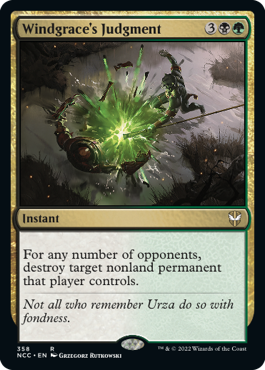 Windgrace's Judgment 3
Instant
For any number of opponents,
destroy target nonland permanent
that player controls.
Not all who remember Urza do so with
fondness.
358 R
NCC • EN Grzegorz Rutkowski ™ & © 2022 Wizards of the Coast